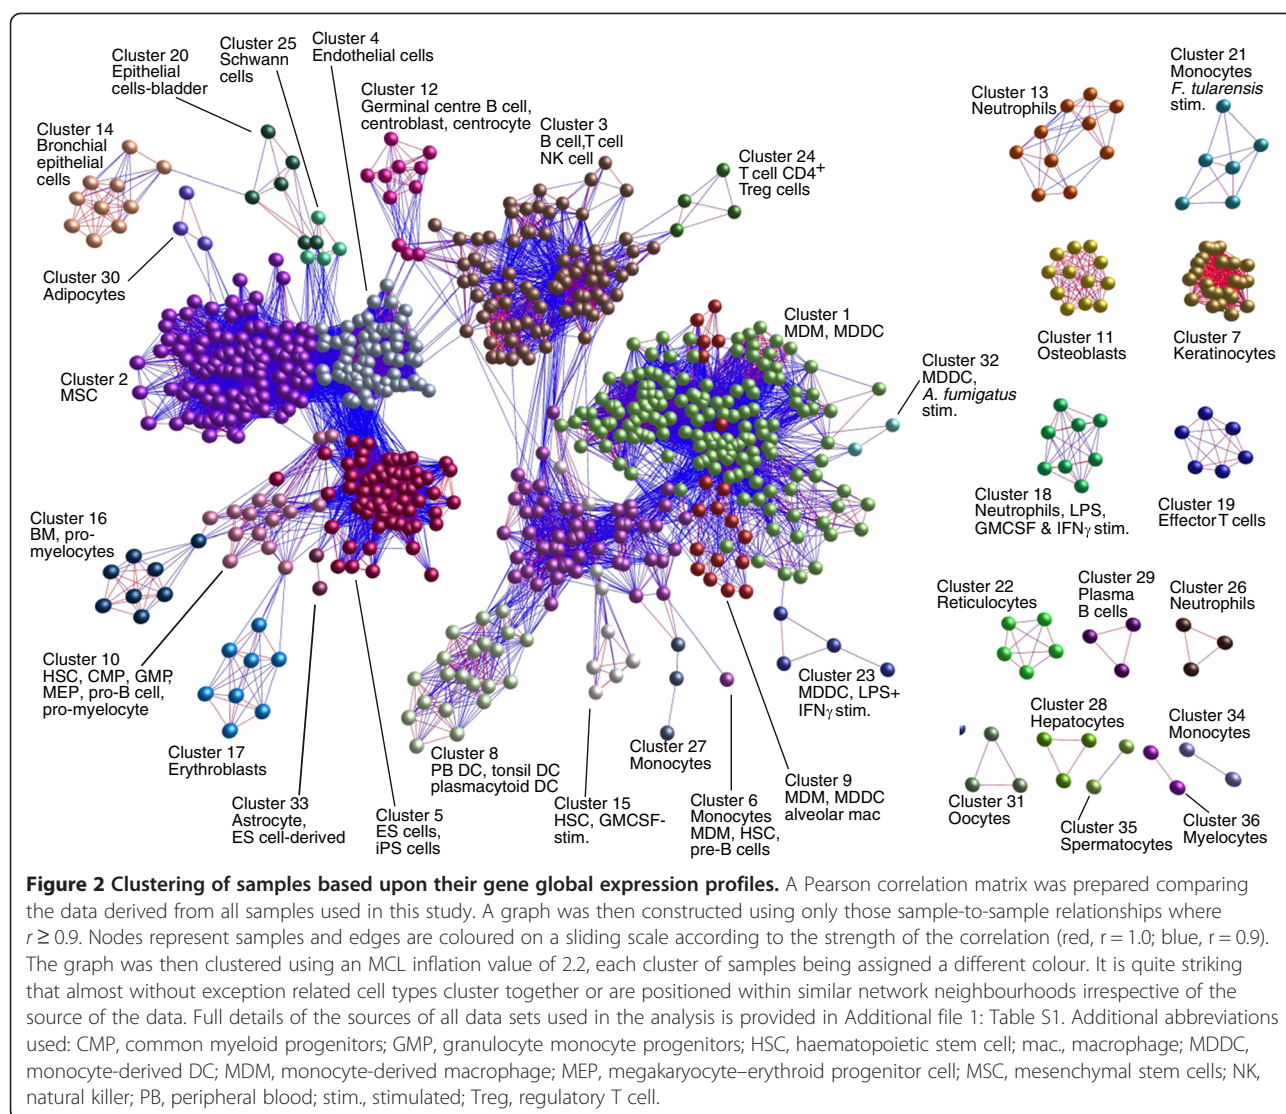 Cluster 20
Epithelial
cells-bladder
Cluster 25
Schwann
cells
Cluster 4
Endothelial cells
Cluster 12
Germinal centre B cell,
centroblast, centrocyte
Cluster 3
B cell,T cell
NK cell
Cluster 24
T cell CD4+
Treg cells
Cluster 13
Neutrophils
Cluster 21
Monocytes
F. tularensis
stim.
Cluster 14
Bronchial
epithelial
cells
Cluster 30
Adipocytes
Cluster 2
MSC
Cluster 1
MDM, MDDC
Cluster 32
MDDC,
A. fumigatus
stim.
Cluster 11
Osteoblasts
Cluster 7
Keratinocytes
Cluster 18
Neutrophils, LPS,
GMCSF & IFNγ stim.
Cluster 19
Effector T cells
Cluster 16
BM, pro-
myelocytes
Cluster 10
HSC, CMP, GMP,
MEP, pro-B cell,
pro-myelocyte
Cluster 17
Erythroblasts
Cluster 33
Astrocyte,
ES cell-derived
Cluster 5
ES cells,
iPS cells
Cluster 8
PB DC, tonsil DC
plasmacytoid DC
Cluster 15
HSC, GMCSF-
stim.
Cluster 27
Monocytes
Cluster 6
Monocytes
MDM, HSC,
pre-B cells
Cluster 9
MDM, MDDC
alveolar mac
Cluster 23
MDDC, LPS+
IFNγ stim.
Cluster 22
Reticulocytes
Cluster 29
Plasma
B cells
Cluster 26
Neutrophils
Cluster 28
Hepatocytes
Cluster 34
Monocytes
Cluster 31
Oocytes
Cluster 35
Spermatocytes
Cluster 36
Myelocytes
Figure 2 Clustering of samples based upon their gene global expression profiles. A Pearson correlation matrix was prepared comparing
the data derived from all samples used in this study. A graph was then constructed using only those sample-to-sample relationships where
r ≥ 0.9. Nodes represent samples and edges are coloured on a sliding scale according to the strength of the correlation (red, r = 1.0; blue, r = 0.9).
The graph was then clustered using an MCL inflation value of 2.2, each cluster of samples being assigned a different colour. It is quite striking
that almost without exception related cell types cluster together or are positioned within similar network neighbourhoods irrespective of the
source of the data. Full details of the sources of all data sets used in the analysis is provided in Additional file 1: Table S1. Additional abbreviations
used: CMP, common myeloid progenitors; GMP, granulocyte monocyte progenitors; HSC, haematopoietic stem cell; mac., macrophage; MDDC,
monocyte-derived DC; MDM, monocyte-derived macrophage; MEP, megakaryocyte–erythroid progenitor cell; MSC, mesenchymal stem cells; NK,
natural killer; PB, peripheral blood; stim., stimulated; Treg, regulatory T cell.